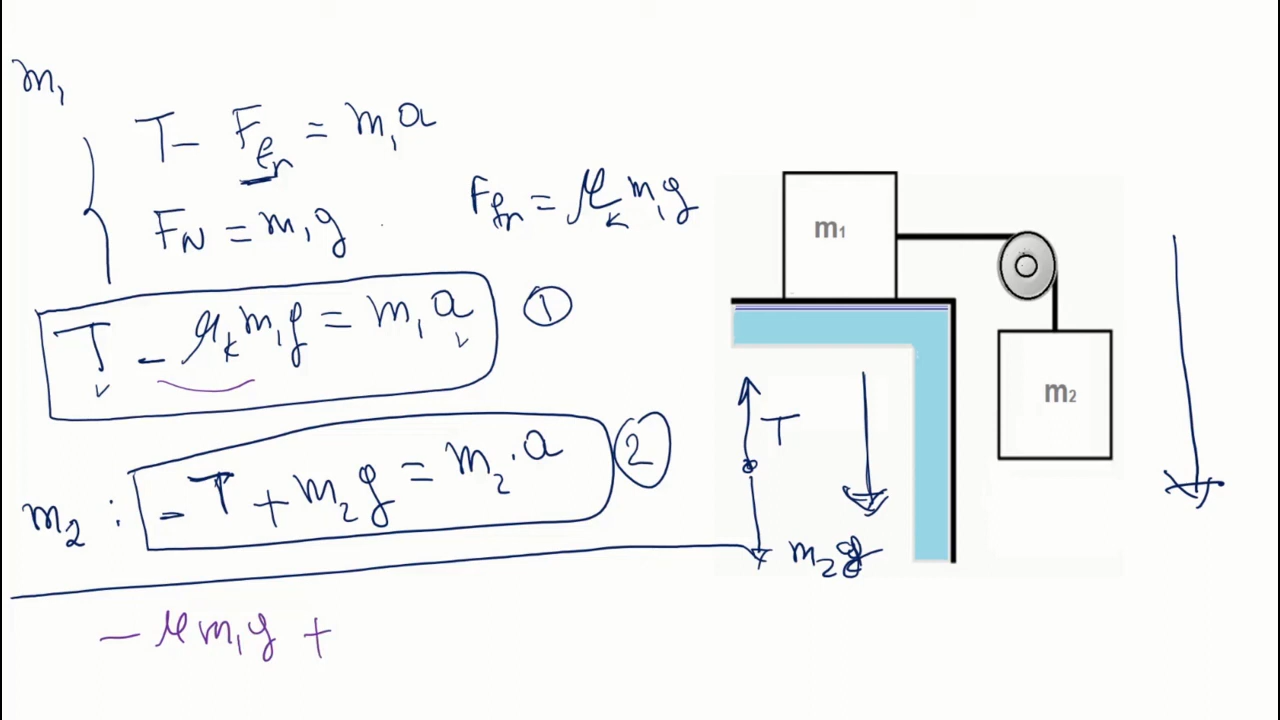 m₁
T - F_fr = m₁a
F_N = m₁g
F_fr = μ_k m₁g
T - μ_k m₁g = m₁a ①
m₂ : - T + m₂g = m₂.a ②
- μ m₁g +
m₁
m₂
T
m₂g